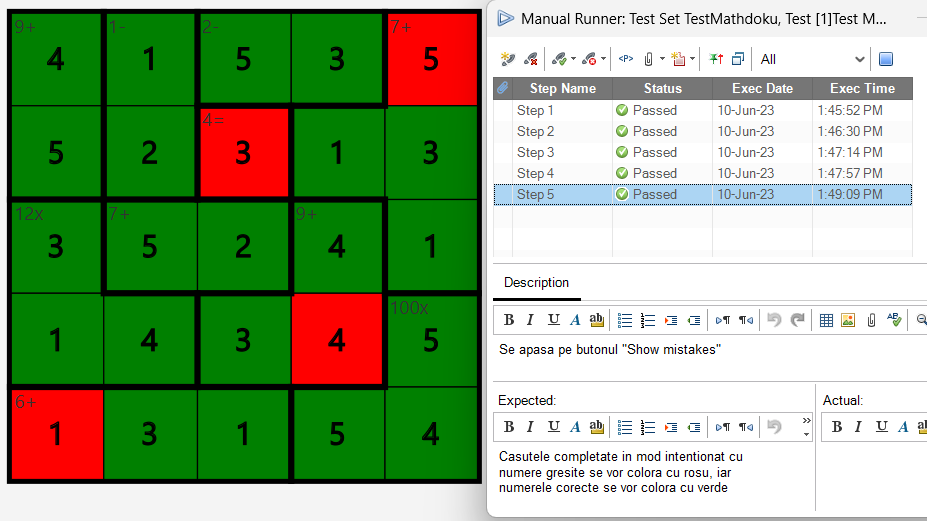 9+ 1- 2- 7+
4 1 5 3 5
4=
5 2 3 1 3
12x 7+ 9+
3 5 2 4 1
100x
1 4 3 4 5
6+
1 3 1 5 4
Manual Runner: Test Set TestMathdoku, Test [1]Test M...
<P> All
Step Name Status Exec Date Exec Time
Step 1 Passed 10-Jun-23 1:45:52 PM
Step 2 Passed 10-Jun-23 1:46:30 PM
Step 3 Passed 10-Jun-23 1:47:14 PM
Step 4 Passed 10-Jun-23 1:47:57 PM
Step 5 Passed 10-Jun-23 1:49:09 PM
Description
B I U A ab
Se apasa pe butonul "Show mistakes"
Expected: Actual:
B I U A ab B I U A
Casutele completate in mod intentionat cu
numere gresite se vor colora cu rosu, iar
numerele corecte se vor colora cu verde